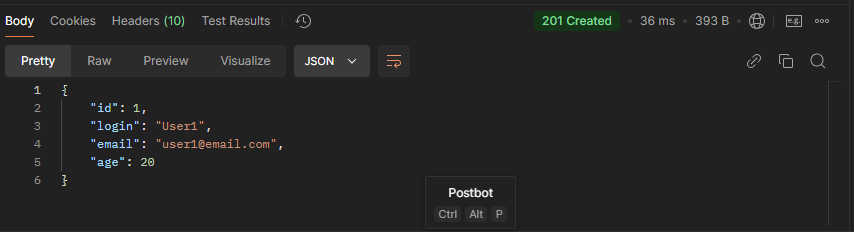 Body Cookies Headers (10) Test Results 201 Created • 36 ms • 393 B e.g.
Pretty Raw Preview Visualize JSON
1 {
2     "id": 1,
3     "login": "User1",
4     "email": "user1@email.com",
5     "age": 20
6 }
Postbot
Ctrl Alt P